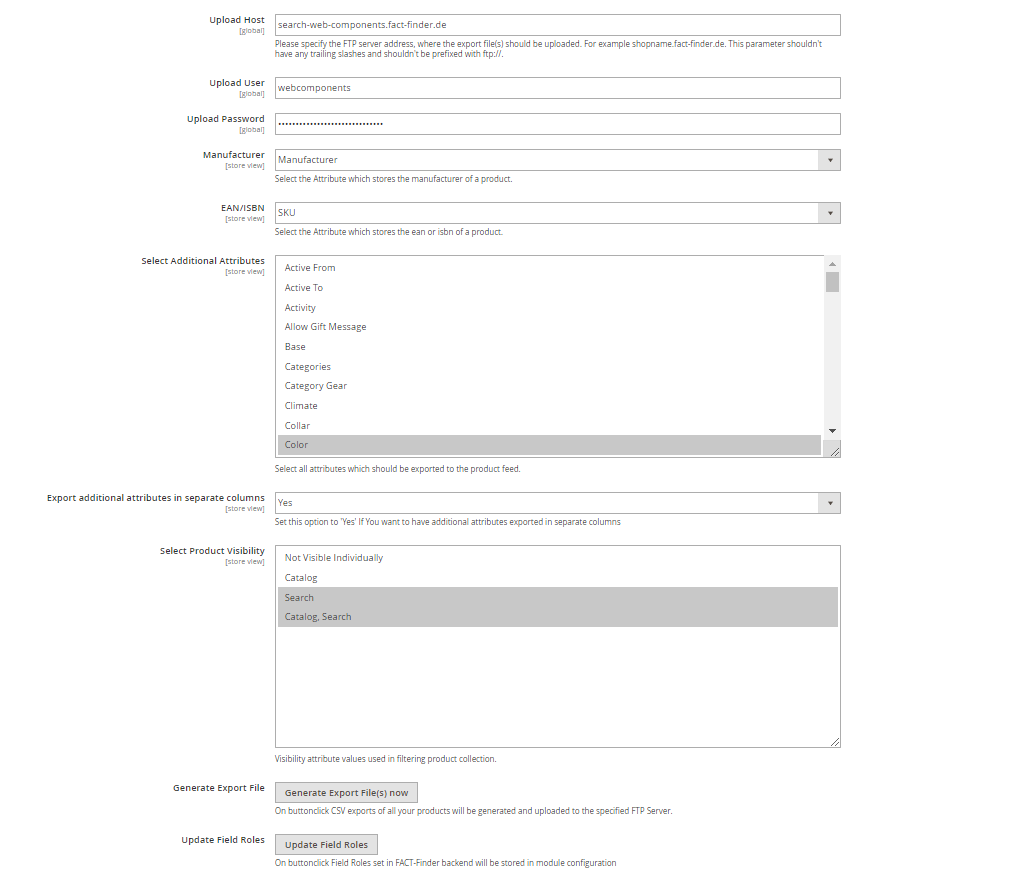 Upload Host
[global]
search-web-components.fact-finder.de
Please specify the FTP server address, where the export file(s) should be uploaded. For example shopname.fact-finder.de. This parameter shouldn't
have any trailing slashes and shouldn't be prefixed with ftp://.
Upload User
[global]
webcomponents
Upload Password
[global]
••••••••••••••••••••••••••••••
Manufacturer
[store view]
Manufacturer
Select the Attribute which stores the manufacturer of a product.
EAN/ISBN
[store view]
SKU
Select the Attribute which stores the ean or isbn of a product.
Select Additional Attributes
[store view]
Active From
Active To
Activity
Allow Gift Message
Base
Categories
Category Gear
Climate
Collar
Color
Select all attributes which should be exported to the product feed.
Export additional attributes in separate columns
[store view]
Yes
Set this option to 'Yes' If You want to have additional attributes exported in separate columns
Select Product Visibility
[store view]
Not Visible Individually
Catalog
Search
Catalog, Search
Visibility attribute values used in filtering product collection.
Generate Export File
Generate Export File(s) now
On buttonclick CSV exports of all your products will be generated and uploaded to the specified FTP Server.
Update Field Roles
Update Field Roles
On buttonclick Field Roles set in FACT-Finder backend will be stored in module configuration